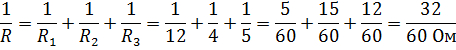 1/R = 1/R₁ + 1/R₂ + 1/R₃ = 1/12 + 1/4 + 1/5 = 5/60 + 15/60 + 12/60 = 32/60 Ом